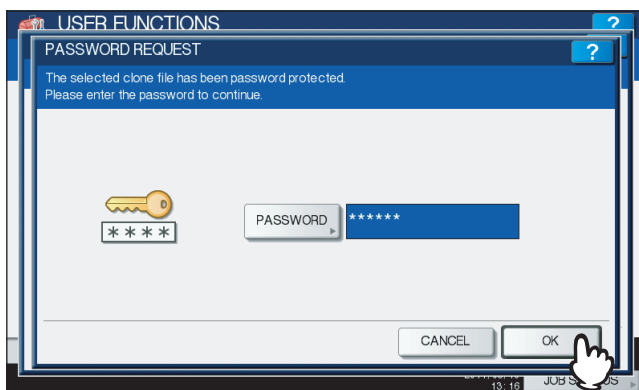 USER FUNCTIONS
?
PASSWORD REQUEST
?
The selected clone file has been password protected.
Please enter the password to continue.
* * * *
PASSWORD
******
CANCEL
OK
13:16
JOB